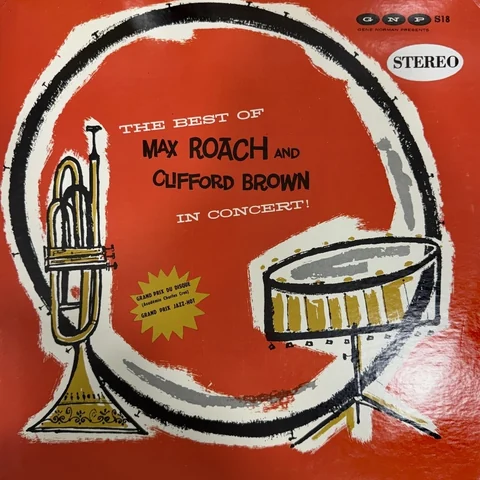 GNP S18
GENE NORMAN PRESENTS
STEREO
THE BEST OF
MAX ROACH AND
CLIFFORD BROWN
IN CONCERT!
GRAND PRIX DU DISQUE
(Académie Charles Cros)
GRAND PRIX JAZZ-HOT